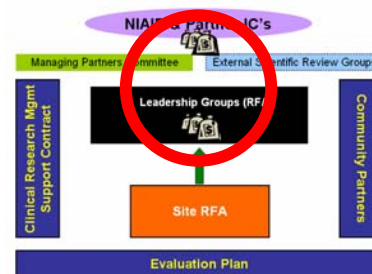 NIAID & Partner IC's
Managing Partners Committee
External Scientific Review Groups
Leadership Groups (RFA)
Clinical Research Mgmt
Support Contract
Community
Partners
Site RFA
Evaluation Plan